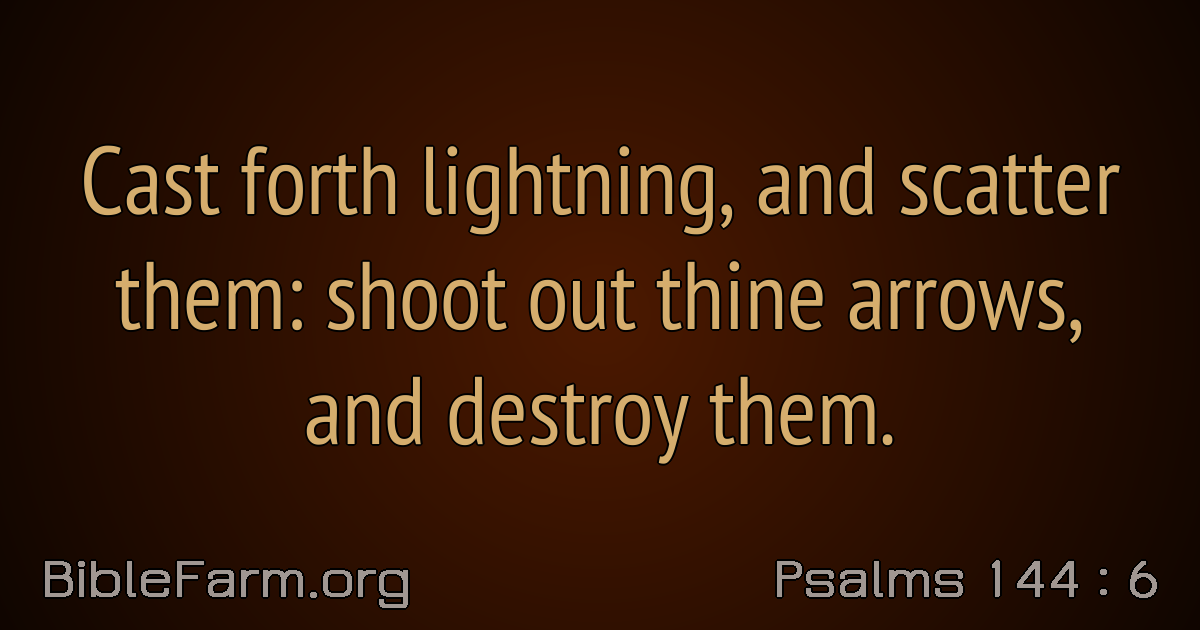 Cast forth lightning, and scatter
them: shoot out thine arrows,
and destroy them.
BibleFarm.org
Psalms 144 : 6